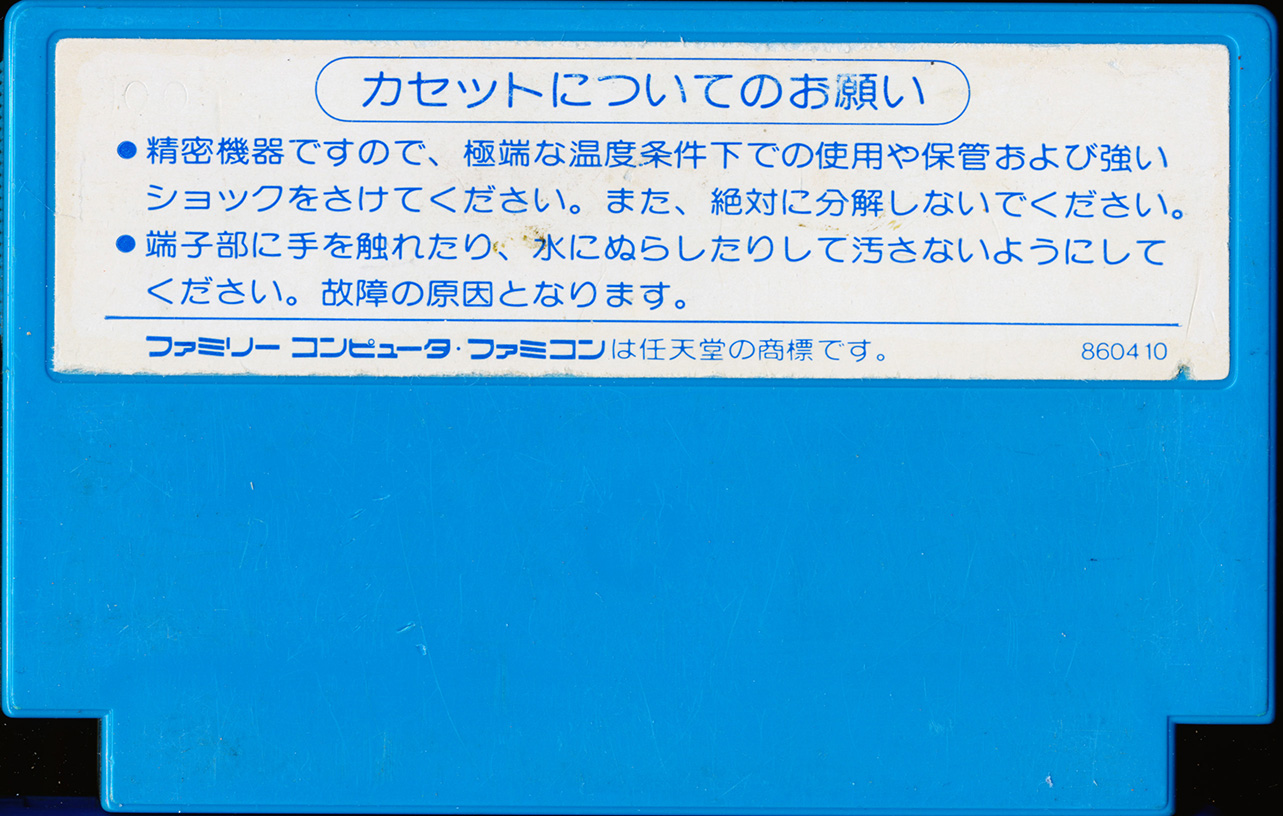 カセットについてのお願い
●精密機器ですので、極端な温度条件下での使用や保管および強い
ショックをさけてください。また、絶対に分解しないでください。
●端子部に手を触れたり、水にぬらしたりして汚さないようにして
ください。故障の原因となります。
ファミリーコンピュータ・ファミコンは任天堂の商標です。 860410